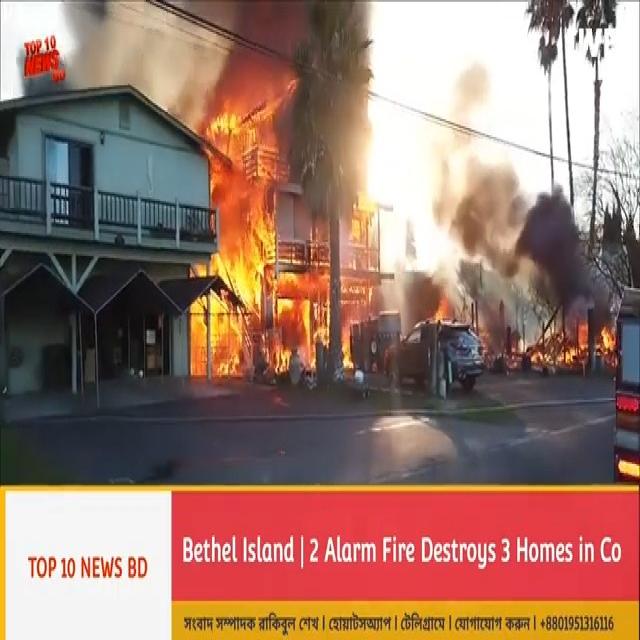 TOP 10
NEWS BD
TOP 10 NEWS BD
Bethel Island | 2 Alarm Fire Destroys 3 Homes in Co
সংবাদ সম্পাদক রাকিবুল শেখ | হোয়াটসঅ্যাপ | টেলিগ্রামে | যোগাযোগ করুন | +8801951316116